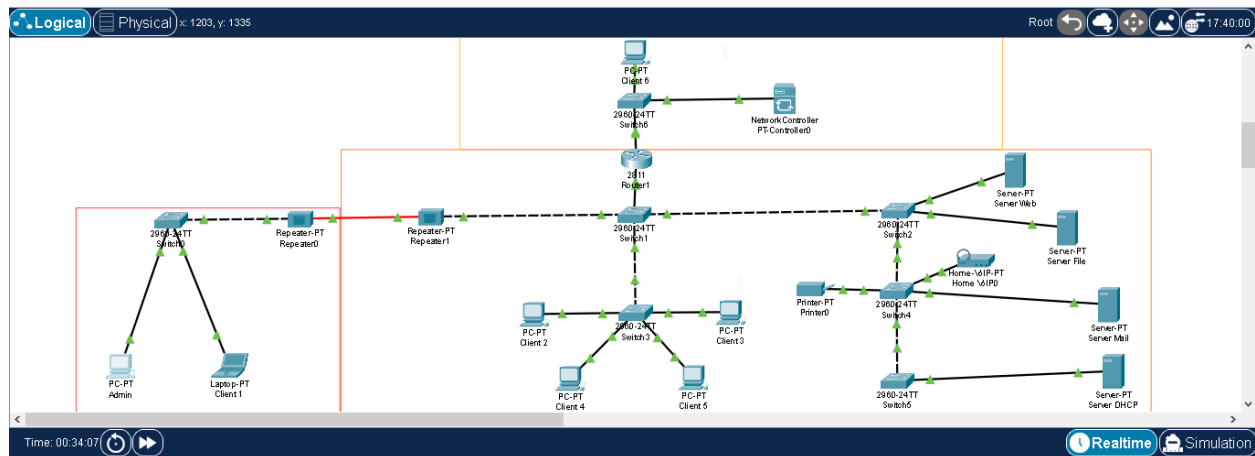 Logical Physical x: 1203, y: 1335 Root 17:40:00
PC-PT
Client 6
2960-24TT
Switch6
Network Controller
PT-Controller0
2811
Router1
2960-24TT
Switch0
Repeater-PT
Repeater0
Repeater-PT
Repeater1
2960-24TT
Switch1
2960-24TT
Switch2
Server-PT
Server Web
Server-PT
Server File
Home-VoIP-PT
Home VoIP0
Printer-PT
Printer0
2960-24TT
Switch4
Server-PT
Server Mail
PC-PT
Client 2
2960-24TT
Switch3
PC-PT
Client 3
PC-PT
Admin
Laptop-PT
Client 1
PC-PT
Client 4
PC-PT
Client 5
2960-24TT
Switch5
Server-PT
Server DHCP
Time: 00:34:07 Realtime Simulation